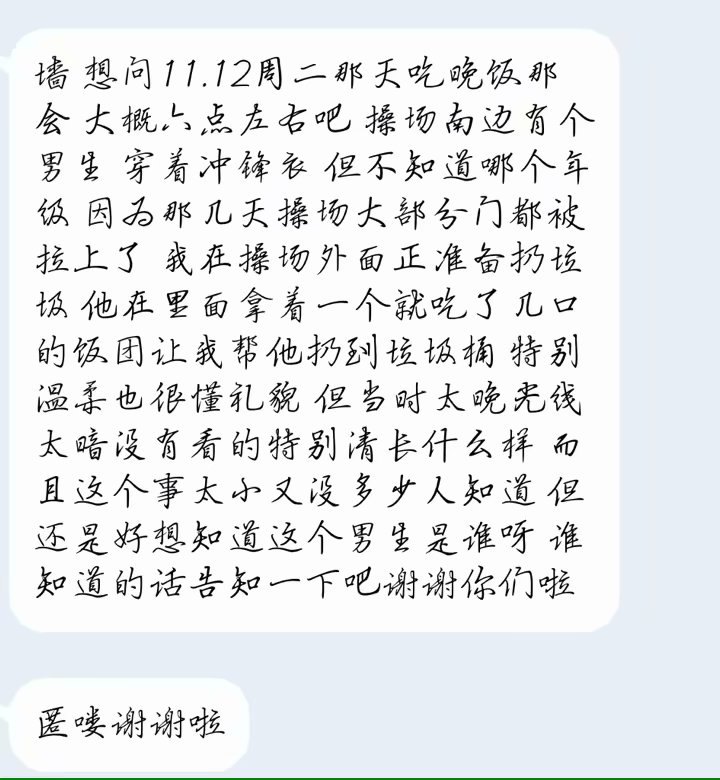 墙 想问11.12周二那天吃晚饭那
会 大概六点左右吧 操场南边有个
男生 穿着冲锋衣 但不知道哪个年
级 因为那几天操场大部分门都被
拉上了 我在操场外面正准备扔垃
圾 他在里面拿着一个就吃了几口
的饭团让我帮他扔到垃圾桶 特别
温柔也很懂礼貌 但当时太晚光线
太暗没有看的特别清长什么样 而
且这个事太小又没多少人知道 但
还是好想知道这个男生是谁呀 谁
知道的话告知一下吧谢谢你们啦
匿喽谢谢啦